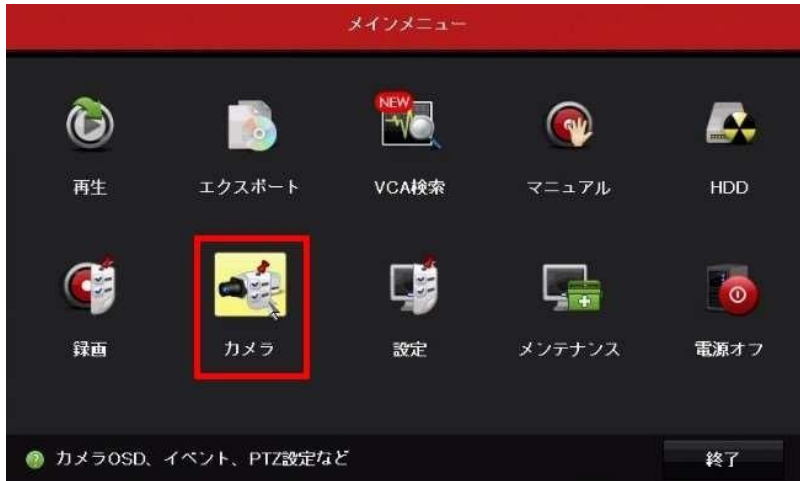 メインメニュー
NEW
再生 エクスポート VCA検索 マニュアル HDD
録画 カメラ 設定 メンテナンス 電源オフ
カメラOSD、イベント、PTZ設定など 終了